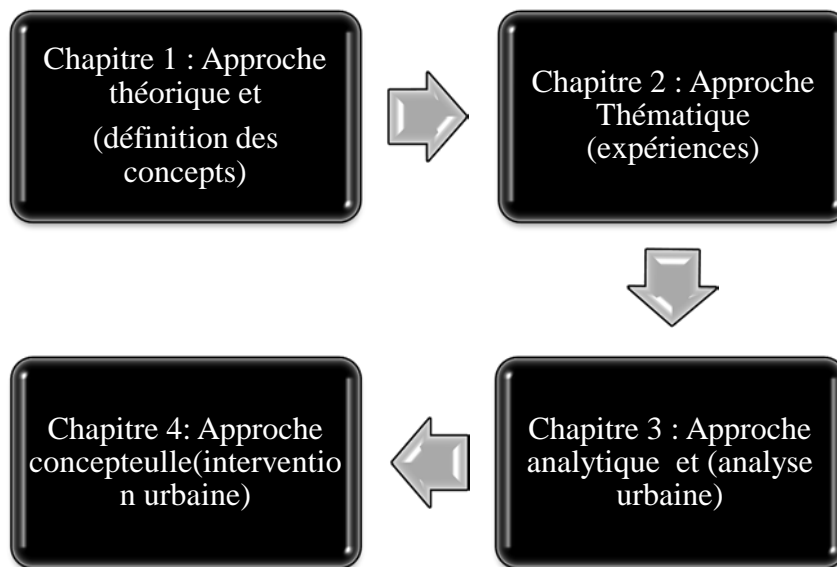 Chapitre 1 : Approche
théorique et
(définition des
concepts)
Chapitre 2 : Approche
Thématique
(expériences)
Chapitre 3 : Approche
analytique et (analyse
urbaine)
Chapitre 4: Approche
concepteulle(interventio
n urbaine)